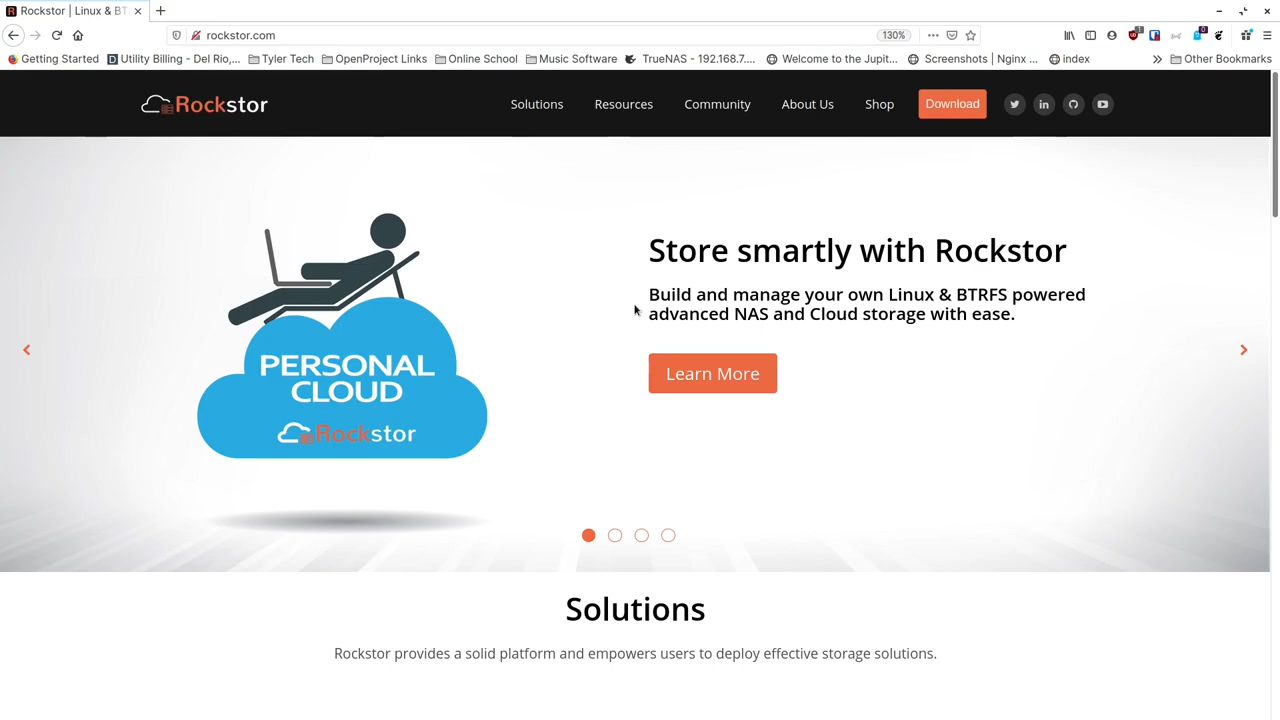 Rockstor | Linux & BT
rockstor.com
130%
Getting Started
Utility Billing - Del Rio,...
Tyler Tech
OpenProject Links
Online School
Music Software
TrueNAS - 192.168.7....
Welcome to the Jupit...
Screenshots | Nginx ...
index
Other Bookmarks
Rockstor
Solutions
Resources
Community
About Us
Shop
Download
Store smartly with Rockstor
Build and manage your own Linux & BTRFS powered
advanced NAS and Cloud storage with ease.
Learn More
PERSONAL
CLOUD
Rockstor
Solutions
Rockstor provides a solid platform and empowers users to deploy effective storage solutions.